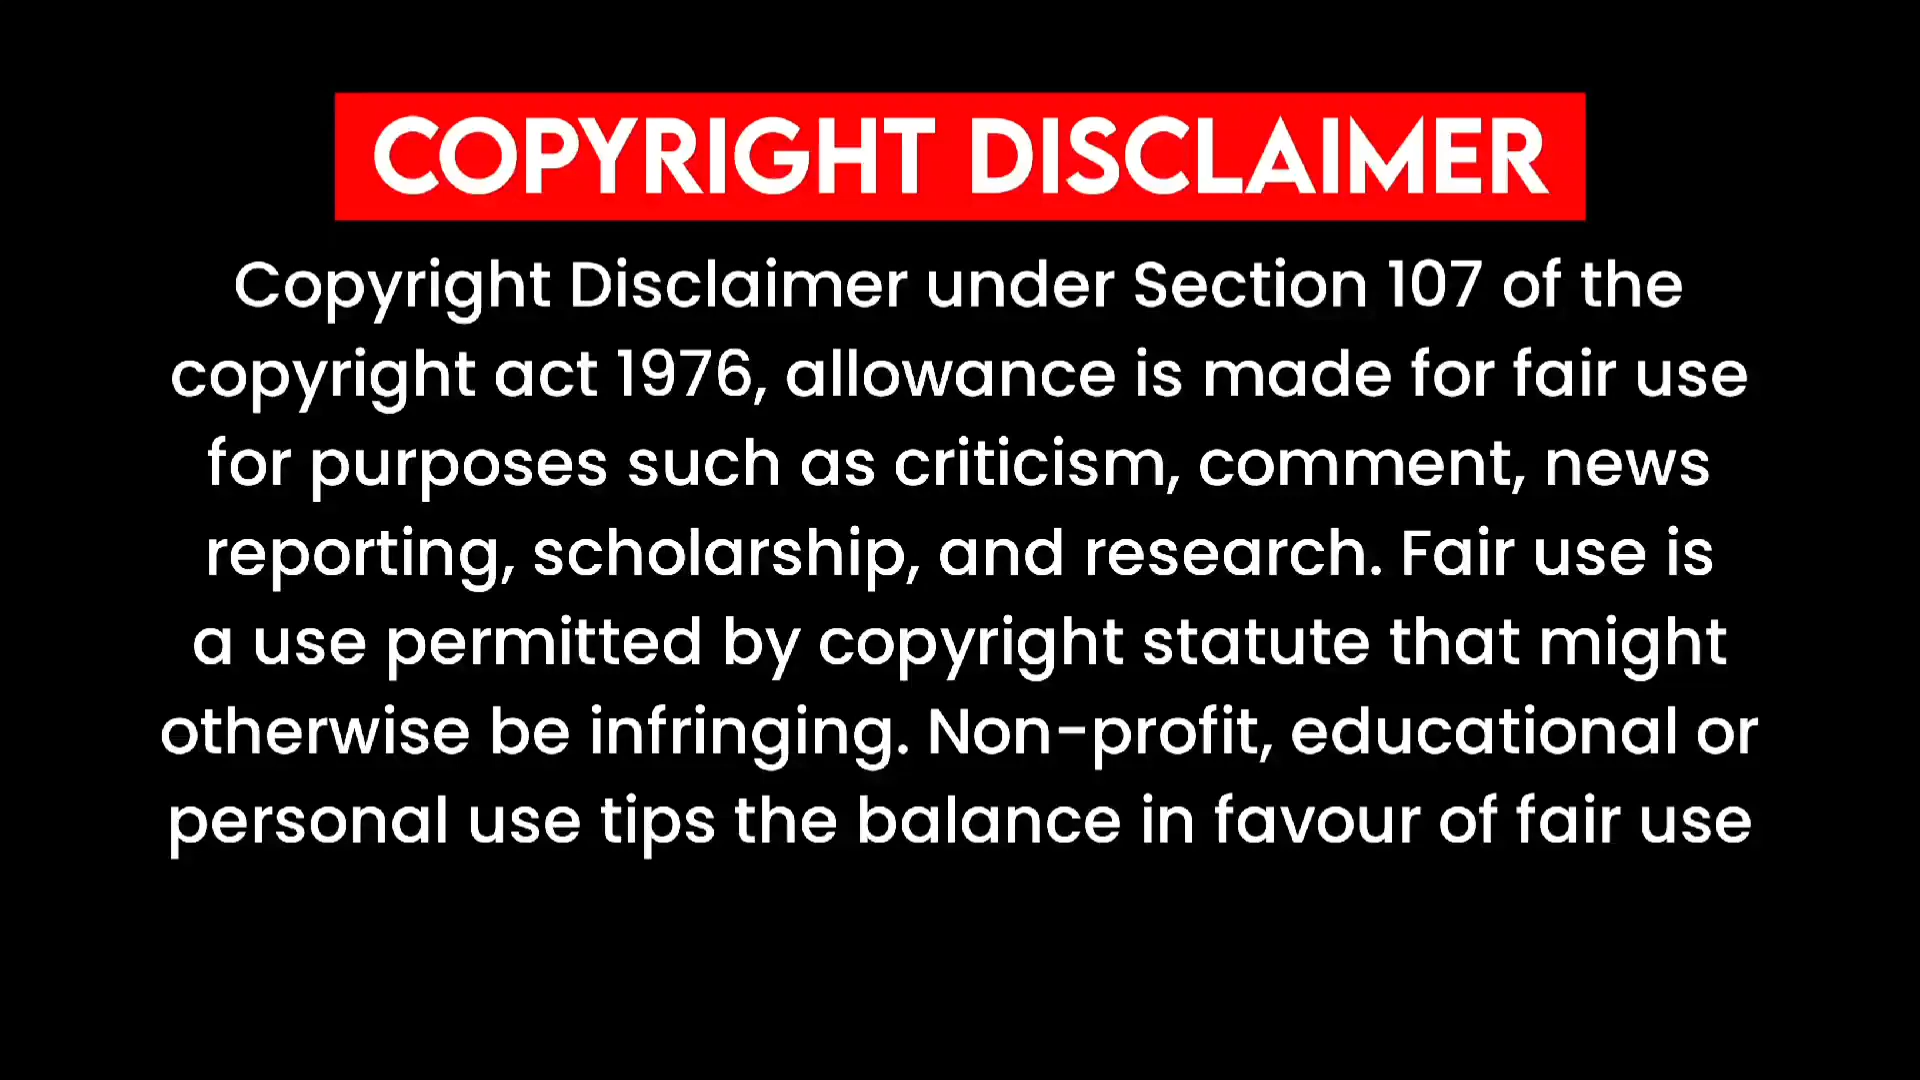 COPYRIGHT DISCLAIMER
Copyright Disclaimer under Section 107 of the
copyright act 1976, allowance is made for fair use
for purposes such as criticism, comment, news
reporting, scholarship, and research. Fair use is
a use permitted by copyright statute that might
otherwise be infringing. Non-profit, educational or
personal use tips the balance in favour of fair use